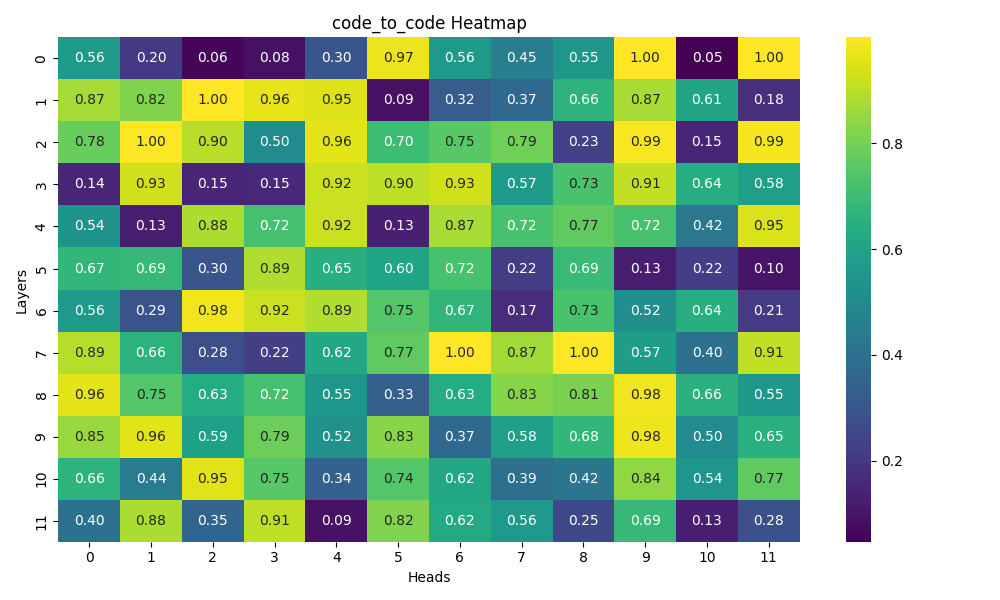 code_to_code Heatmap
0 0.56 0.20 0.06 0.08 0.30 0.97 0.56 0.45 0.55 1.00 0.05 1.00
1 0.87 0.82 1.00 0.96 0.95 0.09 0.32 0.37 0.66 0.87 0.61 0.18
2 0.78 1.00 0.90 0.50 0.96 0.70 0.75 0.79 0.23 0.99 0.15 0.99
3 0.14 0.93 0.15 0.15 0.92 0.90 0.93 0.57 0.73 0.91 0.64 0.58
4 0.54 0.13 0.88 0.72 0.92 0.13 0.87 0.72 0.77 0.72 0.42 0.95
5 0.67 0.69 0.30 0.89 0.65 0.60 0.72 0.22 0.69 0.13 0.22 0.10
6 0.56 0.29 0.98 0.92 0.89 0.75 0.67 0.17 0.73 0.52 0.64 0.21
7 0.89 0.66 0.28 0.22 0.62 0.77 1.00 0.87 1.00 0.57 0.40 0.91
8 0.96 0.75 0.63 0.72 0.55 0.33 0.63 0.83 0.81 0.98 0.66 0.55
9 0.85 0.96 0.59 0.79 0.52 0.83 0.37 0.58 0.68 0.98 0.50 0.65
10 0.66 0.44 0.95 0.75 0.34 0.74 0.62 0.39 0.42 0.84 0.54 0.77
11 0.40 0.88 0.35 0.91 0.09 0.82 0.62 0.56 0.25 0.69 0.13 0.28
0 1 2 3 4 5 6 7 8 9 10 11
Heads
Layers
0.8
0.6
0.4
0.2